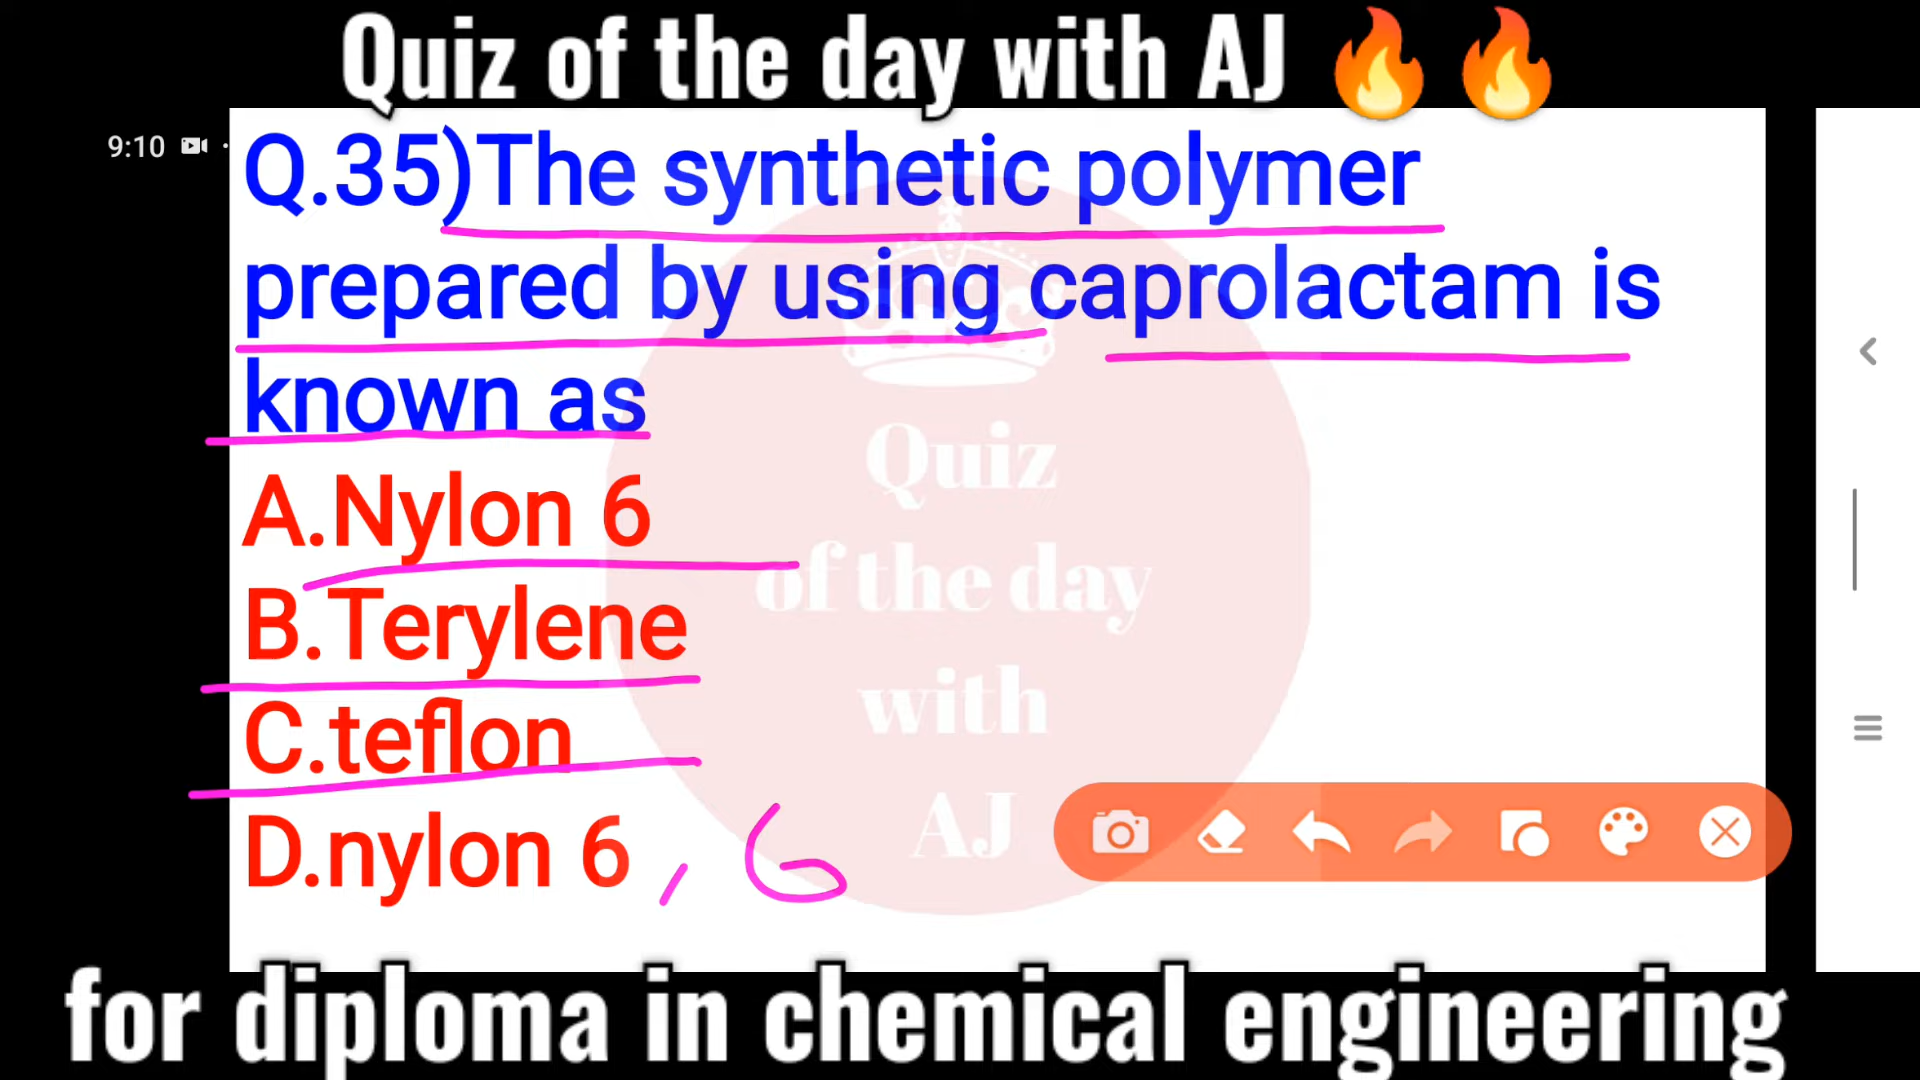 Quiz of the day with AJ 🔥🔥
9:10
Q.35)The synthetic polymer
prepared by using caprolactam is
known as
A.Nylon 6
B.Terylene
C.teflon
D.nylon 6 , 6
Quiz
of the day
with
AJ
for diploma in chemical engineering